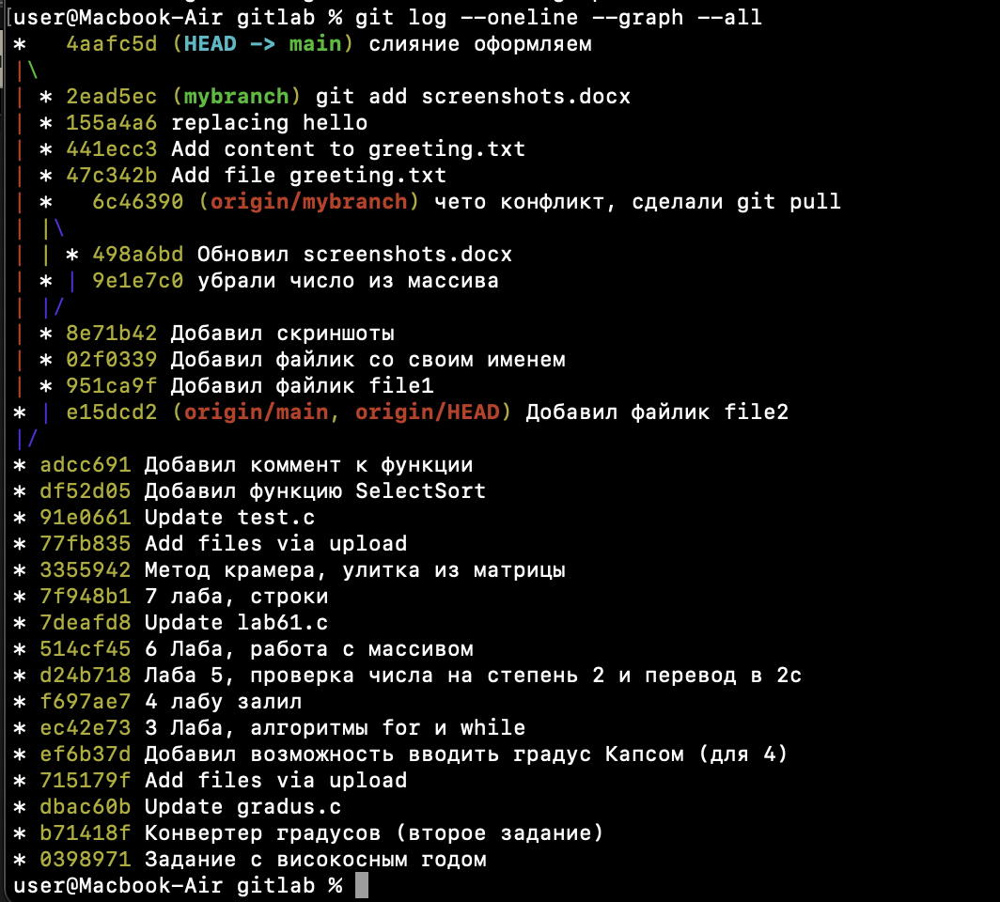 [user@Macbook-Air gitlab % git log --oneline --graph --all
*   4aafc5d (HEAD -> main) слияние оформляем
|\
| * 2ead5ec (mybranch) git add screenshots.docx
| * 155a4a6 replacing hello
| * 441ecc3 Add content to greeting.txt
| * 47c342b Add file greeting.txt
| *   6c46390 (origin/mybranch) чето конфликт, сделали git pull
| |\
| | * 498a6bd Обновил screenshots.docx
| * | 9e1e7c0 убрали число из массива
| |/
| * 8e71b42 Добавил скриншоты
| * 02f0339 Добавил файлик со своим именем
| * 951ca9f Добавил файлик file1
* | e15dcd2 (origin/main, origin/HEAD) Добавил файлик file2
|/
* adcc691 Добавил коммент к функции
* df52d05 Добавил функцию SelectSort
* 91e0661 Update test.c
* 77fb835 Add files via upload
* 3355942 Метод крамера, улитка из матрицы
* 7f948b1 7 лаба, строки
* 7deafd8 Update lab61.c
* 514cf45 6 Лаба, работа с массивом
* d24b718 Лаба 5, проверка числа на степень 2 и перевод в 2с
* f697ae7 4 лабу залил
* ec42e73 3 Лаба, алгоритмы for и while
* ef6b37d Добавил возможность вводить градус Капсом (для 4)
* 715179f Add files via upload
* dbac60b Update gradus.c
* b71418f Конвертер градусов (второе задание)
* 0398971 Задание с високосным годом
user@Macbook-Air gitlab %